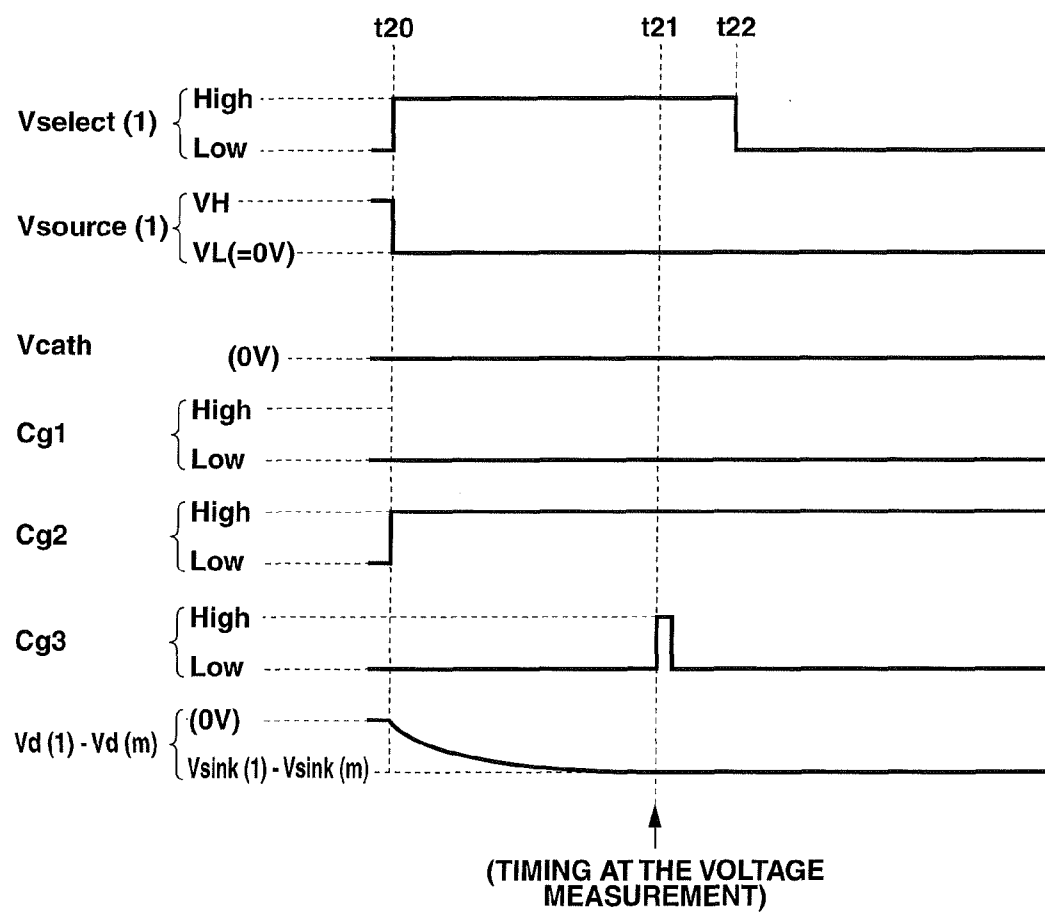 t20 t21 t22
High
Vselect (1)
Low
VH
Vsource (1)
VL(=0V)
Vcath
(0V)
High
Cg1
Low
High
Cg2
Low
High
Cg3
Low
(0V)
Vd (1) - Vd (m)
Vsink (1) - Vsink (m)
(TIMING AT THE VOLTAGE
MEASUREMENT)